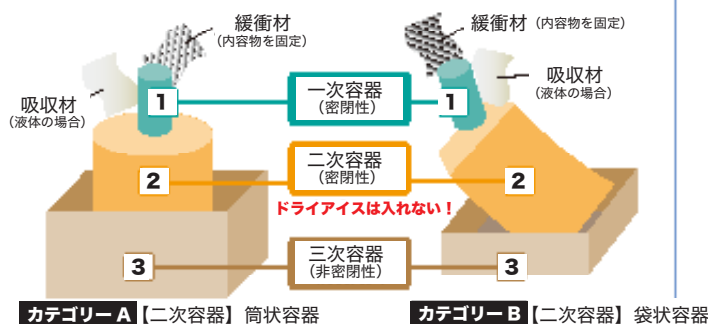 緩衝材
(内容物を固定)
緩衝材(内容物を固定)
吸収材
(液体の場合)
吸収材
(液体の場合)
1
一次容器
(密閉性)
1
2
二次容器
(密閉性)
2
ドライアイスは入れない!
3
三次容器
(非密閉性)
3
カテゴリー A【二次容器】筒状容器
カテゴリー B【二次容器】袋状容器